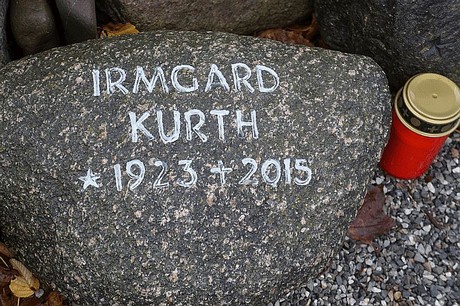 IRMGARD
KURTH
* 1923 + 2015